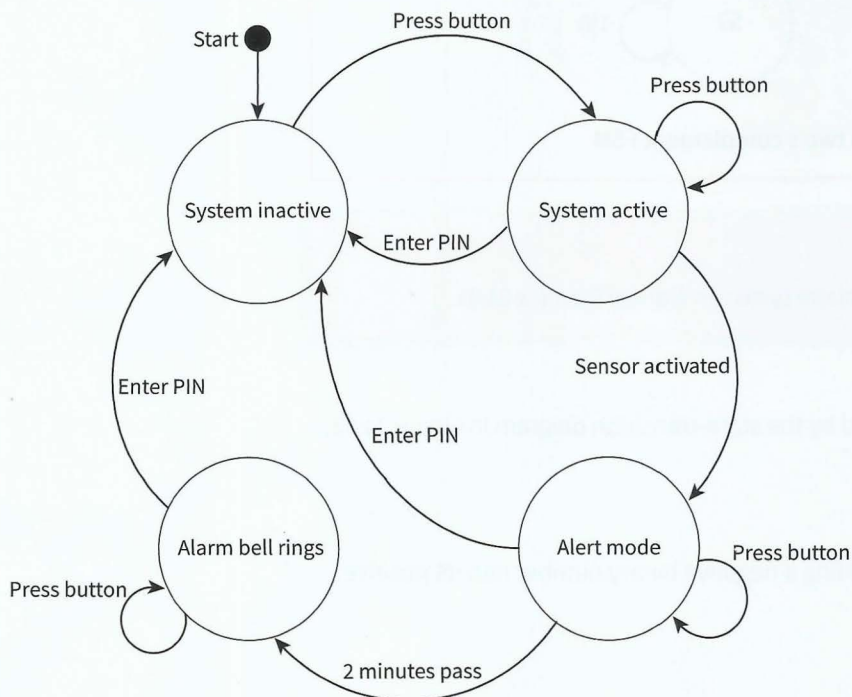 Press button
Start
Press button
System inactive
System active
Enter PIN
Sensor activated
Enter PIN
Enter PIN
Alarm bell rings
Alert mode
Press button
Press button
2 minutes pass